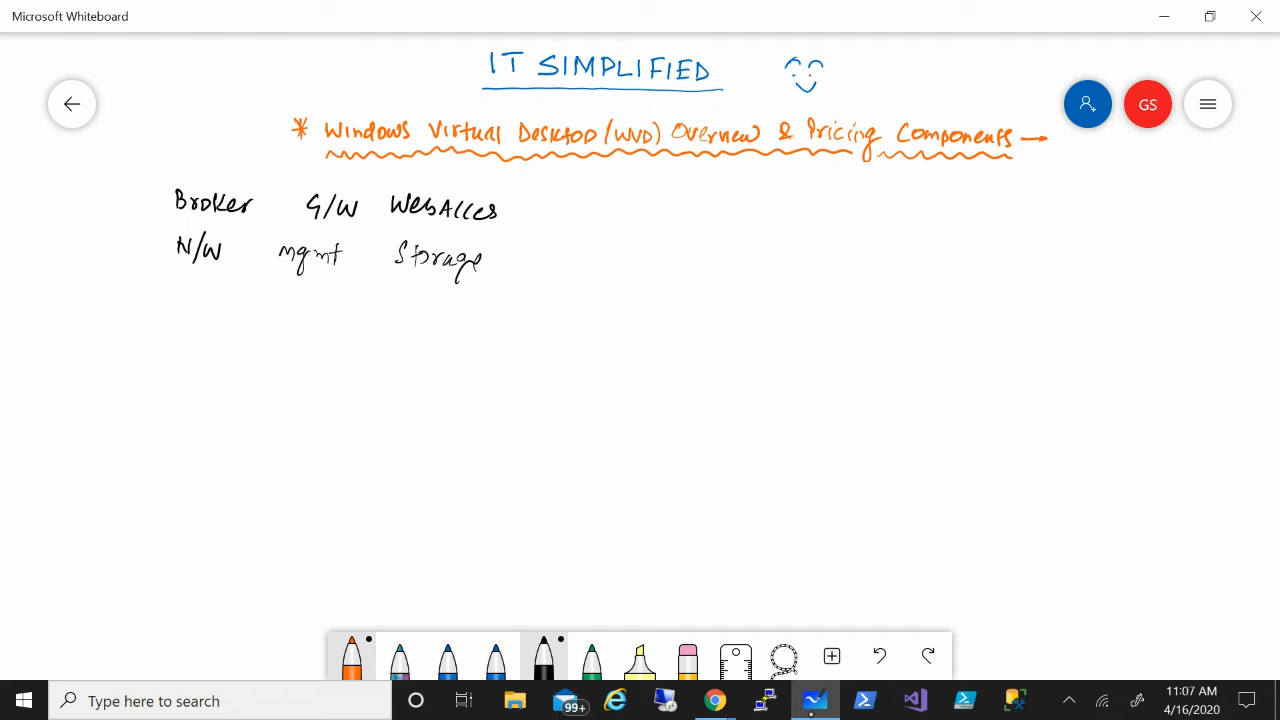 Microsoft Whiteboard
IT SIMPLIFIED
* Windows Virtual Desktop (WVD) Overview & Pricing Components →
GS
Broker G/W WebAcces
N/W mgmt Storage
Type here to search
99+
11:07 AM
4/16/2020